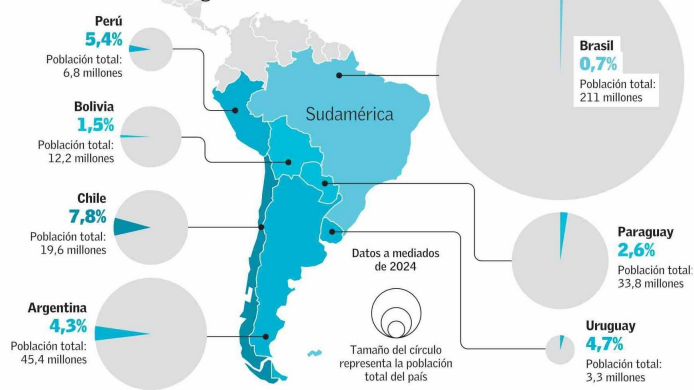 Perú
5,4%
Población total:
6,8 millones
Bolivia
1,5%
Población total:
12,2 millones
Chile
7,8%
Población total:
19,6 millones
Argentina
4,3%
Población total:
45,4 millones
Sudamérica
Datos a mediados
de 2024
Tamaño del círculo
representa la población
total del país
Brasil
0,7%
Población total:
211 millones
Paraguay
2,6%
Población total:
33,8 millones
Uruguay
4,7%
Población total:
3,3 millones